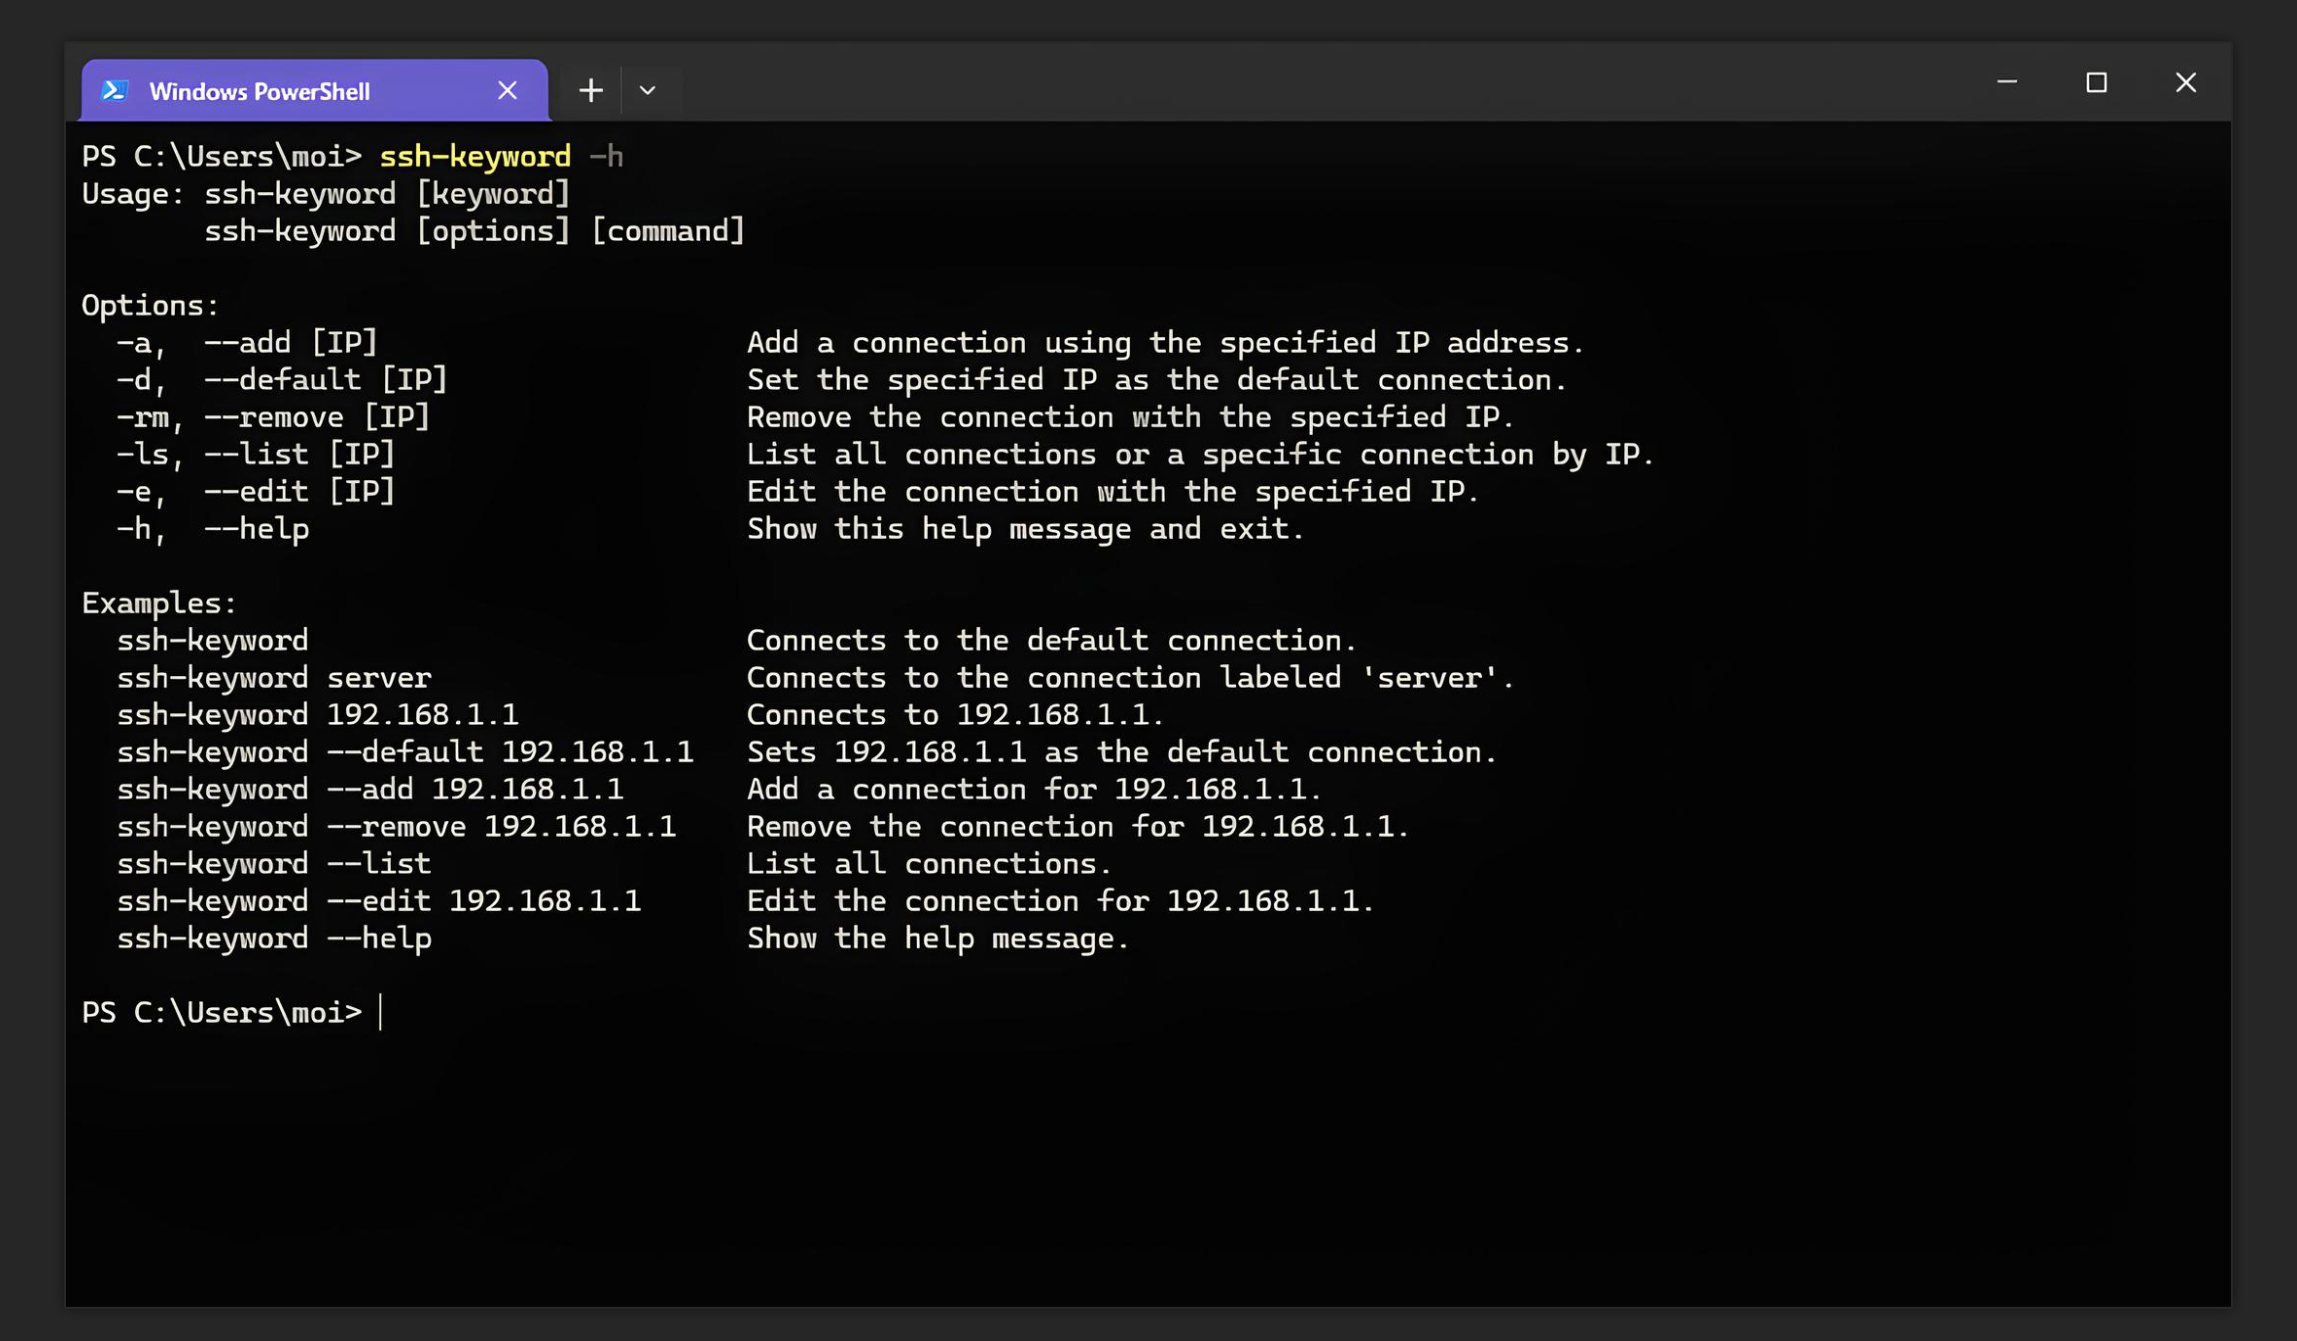 Windows PowerShell
PS C:\Users\moi> ssh-keyword -h
Usage: ssh-keyword [keyword]
       ssh-keyword [options] [command]

Options:
  -a,  --add [IP]                     Add a connection using the specified IP address.
  -d,  --default [IP]                 Set the specified IP as the default connection.
  -rm, --remove [IP]                  Remove the connection with the specified IP.
  -ls, --list [IP]                    List all connections or a specific connection by IP.
  -e,  --edit [IP]                    Edit the connection with the specified IP.
  -h,  --help                         Show this help message and exit.

Examples:
  ssh-keyword                         Connects to the default connection.
  ssh-keyword server                  Connects to the connection labeled 'server'.
  ssh-keyword 192.168.1.1             Connects to 192.168.1.1.
  ssh-keyword --default 192.168.1.1   Sets 192.168.1.1 as the default connection.
  ssh-keyword --add 192.168.1.1       Add a connection for 192.168.1.1.
  ssh-keyword --remove 192.168.1.1    Remove the connection for 192.168.1.1.
  ssh-keyword --list                  List all connections.
  ssh-keyword --edit 192.168.1.1      Edit the connection for 192.168.1.1.
  ssh-keyword --help                  Show the help message.

PS C:\Users\moi>